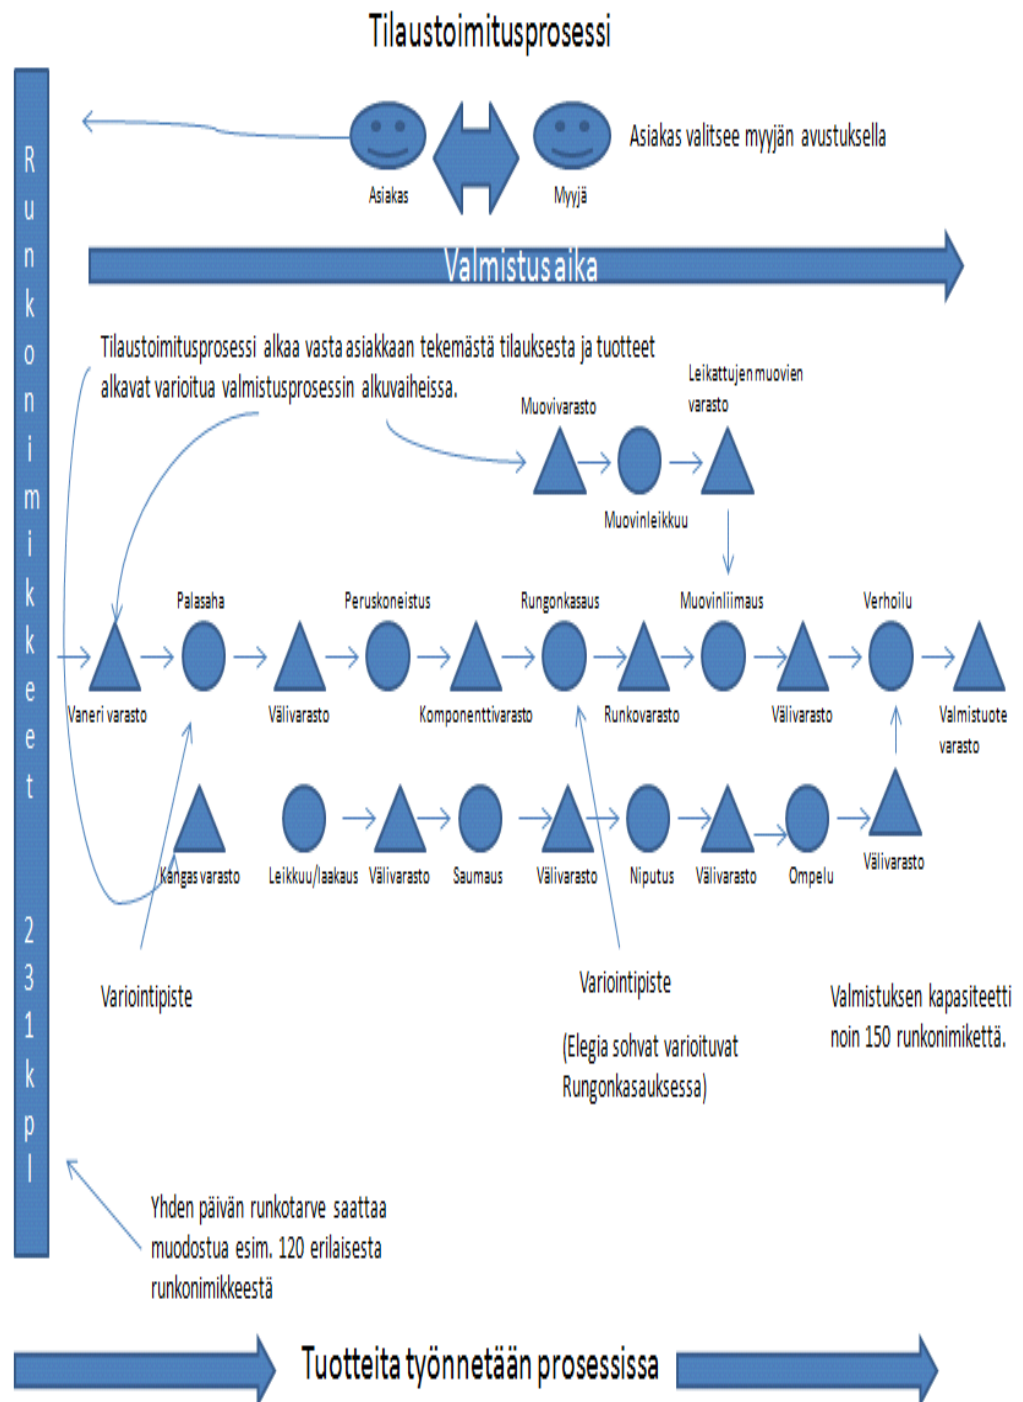 Tilaustoimitusprosessi
Runkonimikkeet 231kpl
Asiakas
Myyjä
Asiakas valitsee myyjän avustuksella
Valmistus aika
Tilaustoimitusprosessi alkaa vasta asiakkaan tekemästä tilauksesta ja tuotteet
alkavat varioitua valmistusprosessin alkuvaiheissa.
Muovivarasto
Leikattujen muovien
varasto
Muovinleikkuu
Palasaha
Peruskoneistus
Rungonkasaus
Muovinliimaus
Verhoilu
Vaneri varasto
Välivarasto
Komponenttivarasto
Runkovarasto
Välivarasto
Valmistuote
varasto
Kangas varasto
Leikkuu/laakaus
Välivarasto
Saumaus
Välivarasto
Niputus
Välivarasto
Ompelu
Välivarasto
Variointipiste
Variointipiste
(Elegia sohvat varioituvat
Rungonkasauksessa)
Valmistuksen kapasiteetti
noin 150 runkonimikettä.
Yhden päivän runkotarve saattaa
muodostua esim. 120 erilaisesta
runkonimikkeestä
Tuotteita työnnetään prosessissa